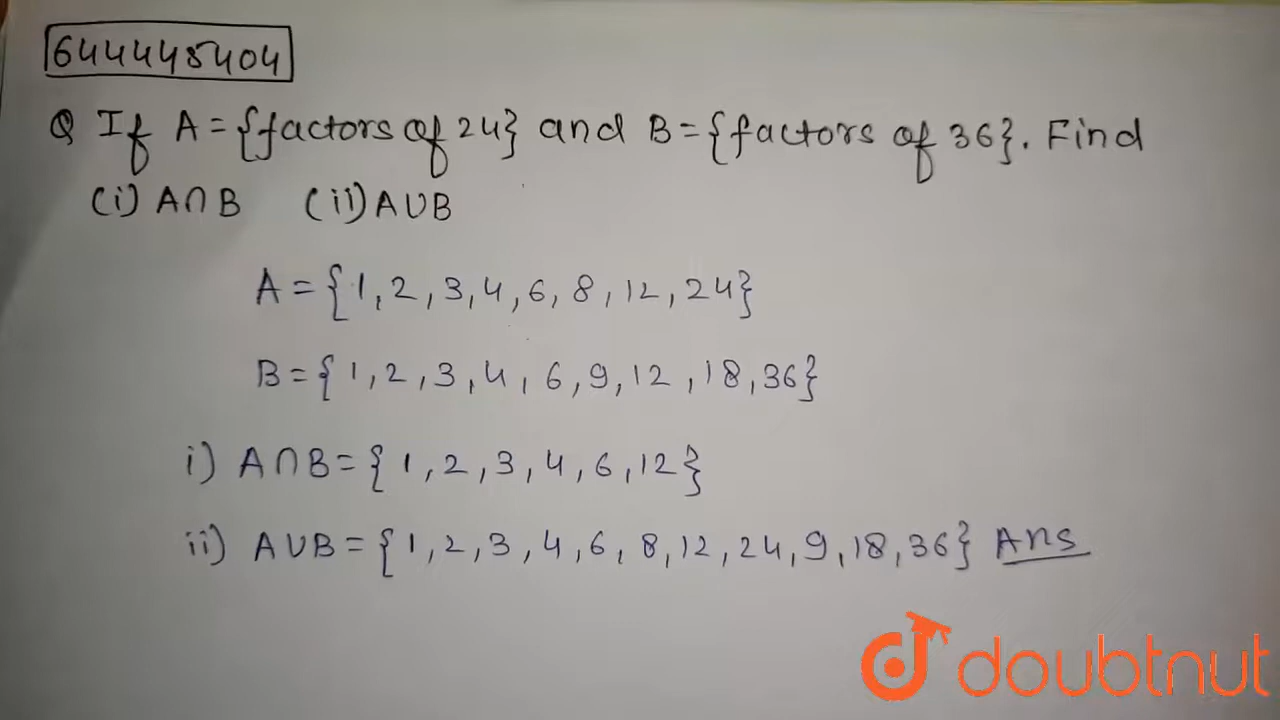 644448404
Q If A = {factors of 24} and B = {factors of 36}. Find
(i) A∩B (ii) A∪B
A = {1, 2, 3, 4, 6, 8, 12, 24}
B = {1, 2, 3, 4, 6, 9, 12, 18, 36}
i) A∩B = {1, 2, 3, 4, 6, 12}
ii) A∪B = {1, 2, 3, 4, 6, 8, 12, 24, 9, 18, 36} Ans
doubtnut